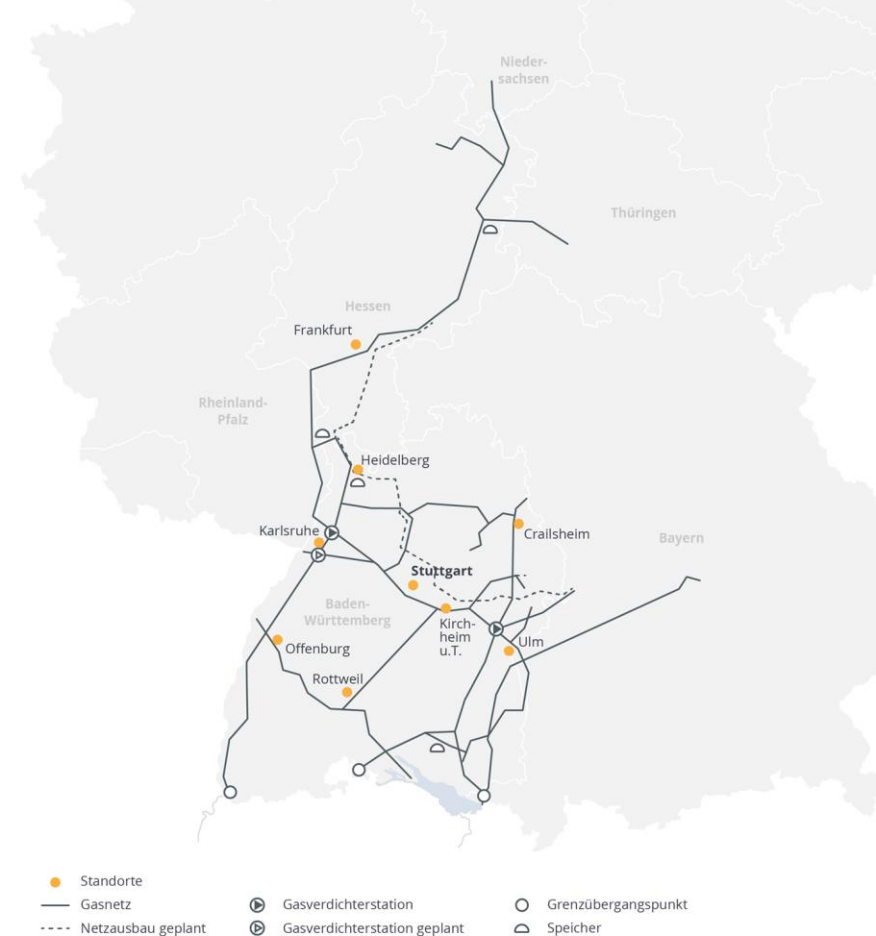 Nieder-
sachsen
Thüringen
Hessen
Frankfurt
Rheinland-
Pfalz
Heidelberg
Karlsruhe
Crailsheim
Bayern
Stuttgart
Baden-
Württemberg
Kirch-
heim
u.T.
Ulm
Offenburg
Rottweil
Standorte
Gasnetz
Gasverdichterstation
Grenzübergangspunkt
Netzausbau geplant
Gasverdichterstation geplant
Speicher